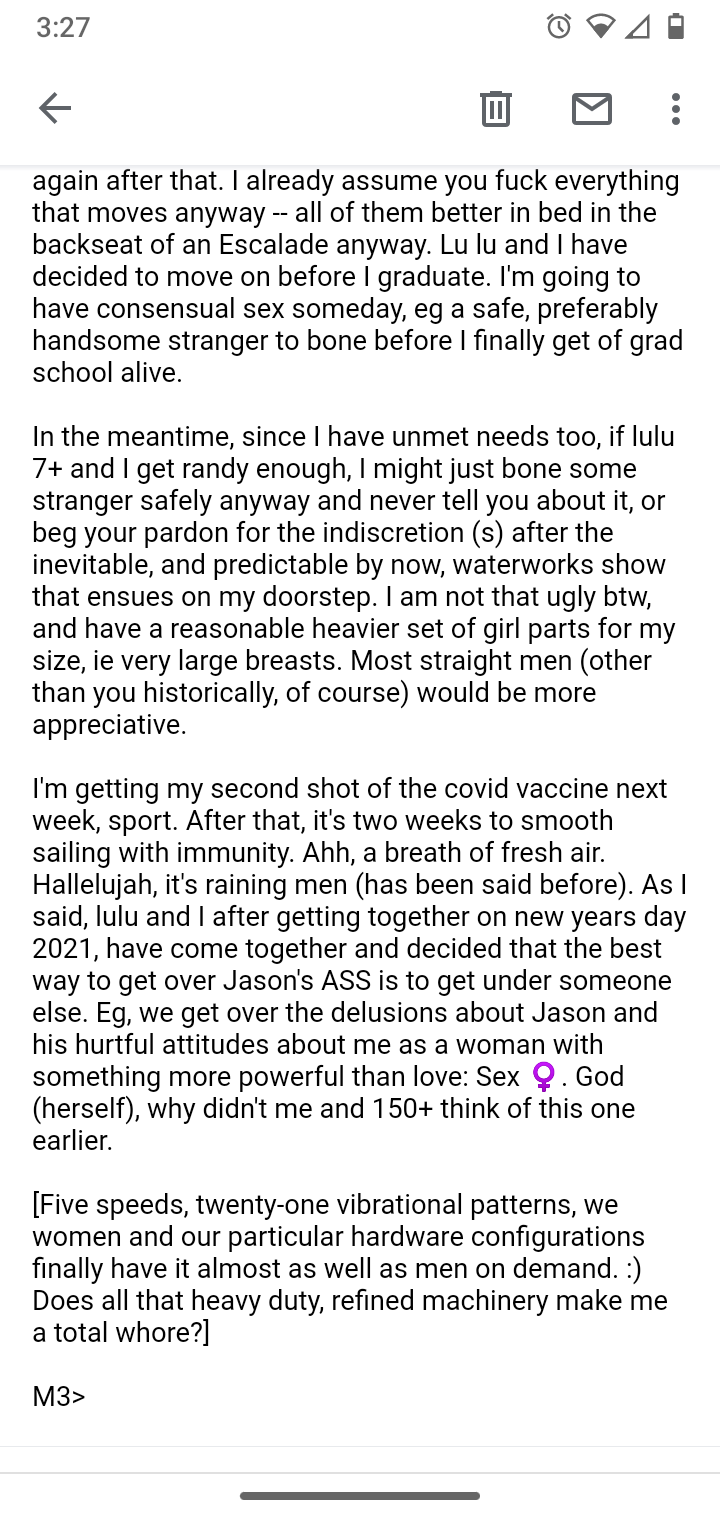 3:27
again after that. I already assume you fuck everything
that moves anyway -- all of them better in bed in the
backseat of an Escalade anyway. Lu lu and I have
decided to move on before I graduate. I'm going to
have consensual sex someday, eg a safe, preferably
handsome stranger to bone before I finally get of grad
school alive.
In the meantime, since I have unmet needs too, if lulu
7+ and I get randy enough, I might just bone some
stranger safely anyway and never tell you about it, or
beg your pardon for the indiscretion (s) after the
inevitable, and predictable by now, waterworks show
that ensues on my doorstep. I am not that ugly btw,
and have a reasonable heavier set of girl parts for my
size, ie very large breasts. Most straight men (other
than you historically, of course) would be more
appreciative.
I'm getting my second shot of the covid vaccine next
week, sport. After that, it's two weeks to smooth
sailing with immunity. Ahh, a breath of fresh air.
Hallelujah, it's raining men (has been said before). As I
said, lulu and I after getting together on new years day
2021, have come together and decided that the best
way to get over Jason's ASS is to get under someone
else. Eg, we get over the delusions about Jason and
his hurtful attitudes about me as a woman with
something more powerful than love: Sex ♀. God
(herself), why didn't me and 150+ think of this one
earlier.
[Five speeds, twenty-one vibrational patterns, we
women and our particular hardware configurations
finally have it almost as well as men on demand. :)
Does all that heavy duty, refined machinery make me
a total whore?]
M3>